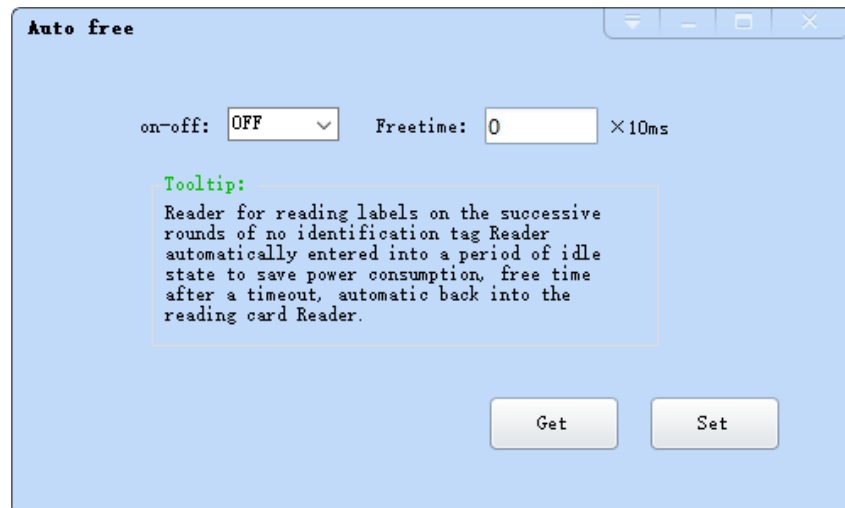 Auto free
on-off: OFF Freetime: 0 ×10ms
Tooltip:
Reader for reading labels on the successive
rounds of no identification tag Reader
automatically entered into a period of idle
state to save power consumption, free time
after a timeout, automatic back into the
reading card Reader.
Get Set